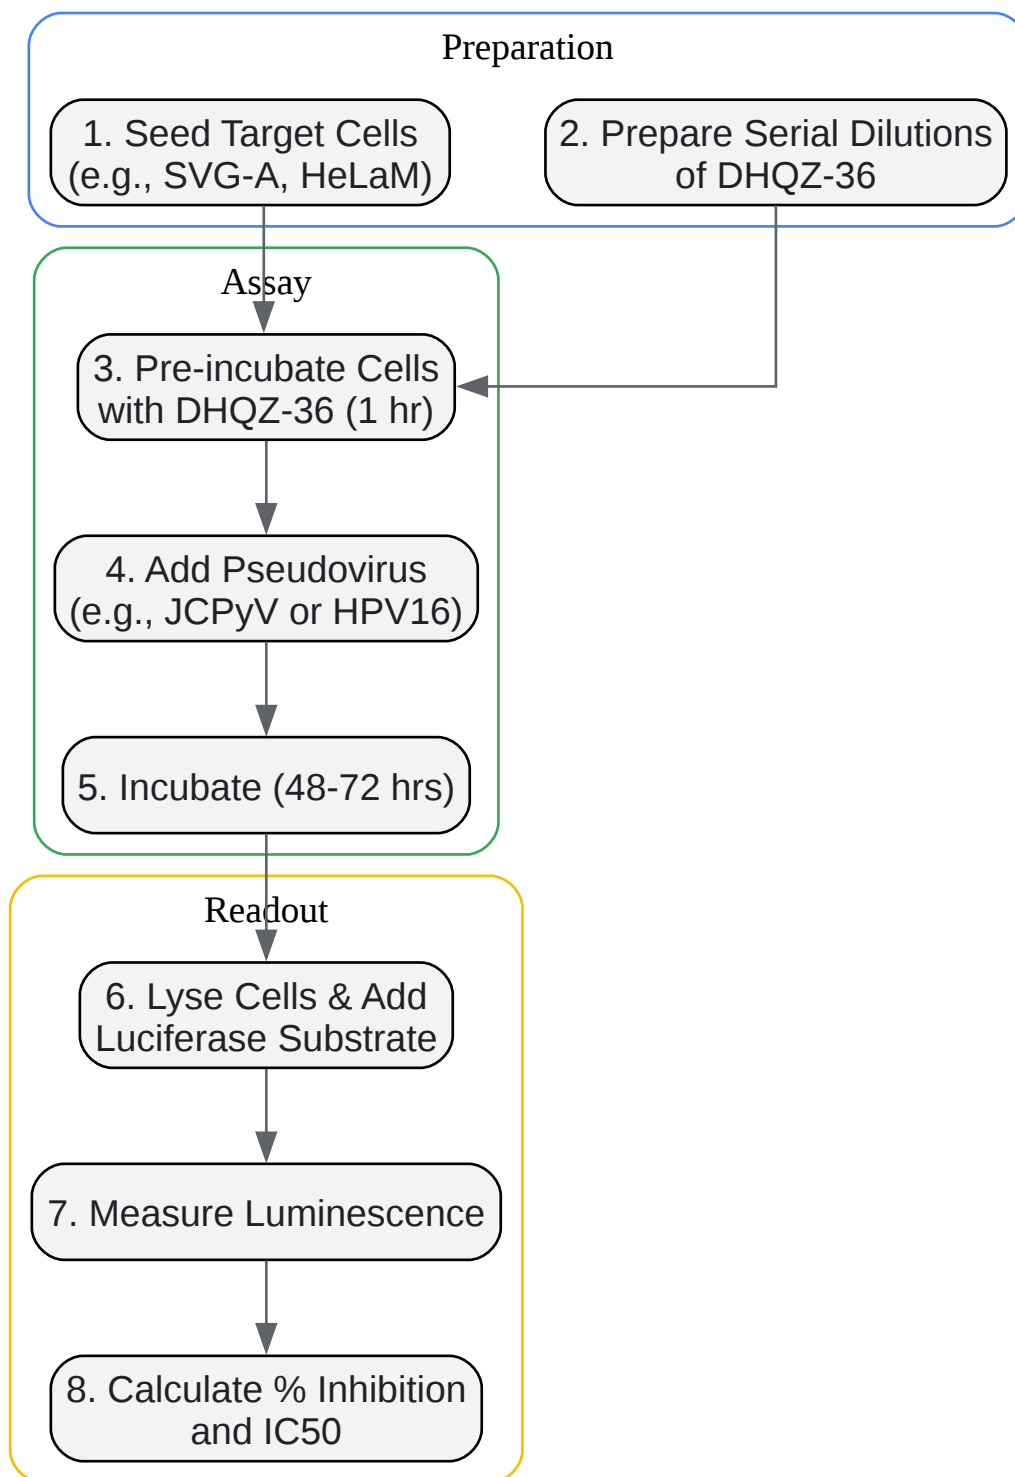 Preparation
1. Seed Target Cells
(e.g., SVG-A, HeLaM)
2. Prepare Serial Dilutions
of DHQZ-36
Assay
3. Pre-incubate Cells
with DHQZ-36 (1 hr)
4. Add Pseudovirus
(e.g., JCPyV or HPV16)
5. Incubate (48-72 hrs)
Readout
6. Lyse Cells & Add
Luciferase Substrate
7. Measure Luminescence
8. Calculate % Inhibition
and IC50